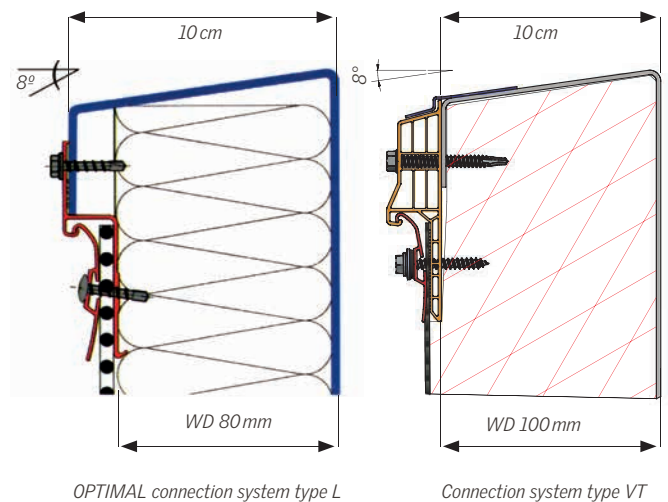 10 cm
10 cm
8º
8°
WD 80 mm
WD 100 mm
OPTIMAL connection system type L
Connection system type VT